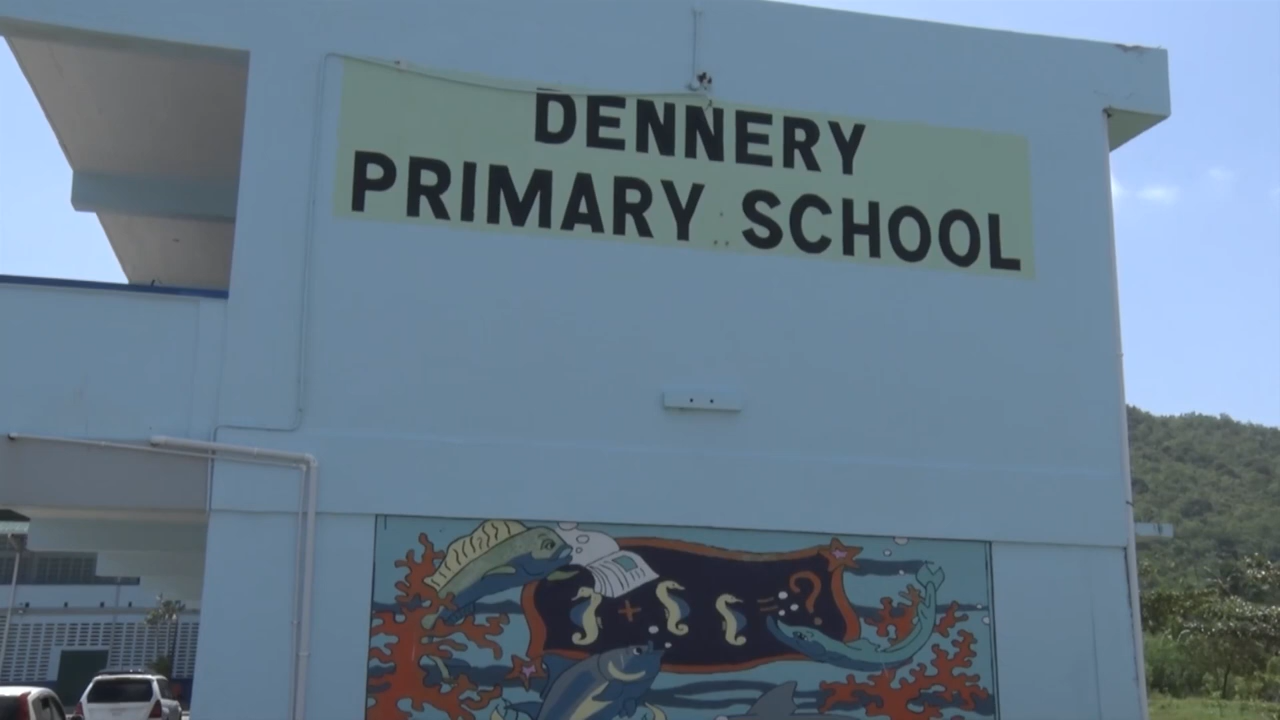 DENNERY
PRIMARY SCHOOL
+ = ?